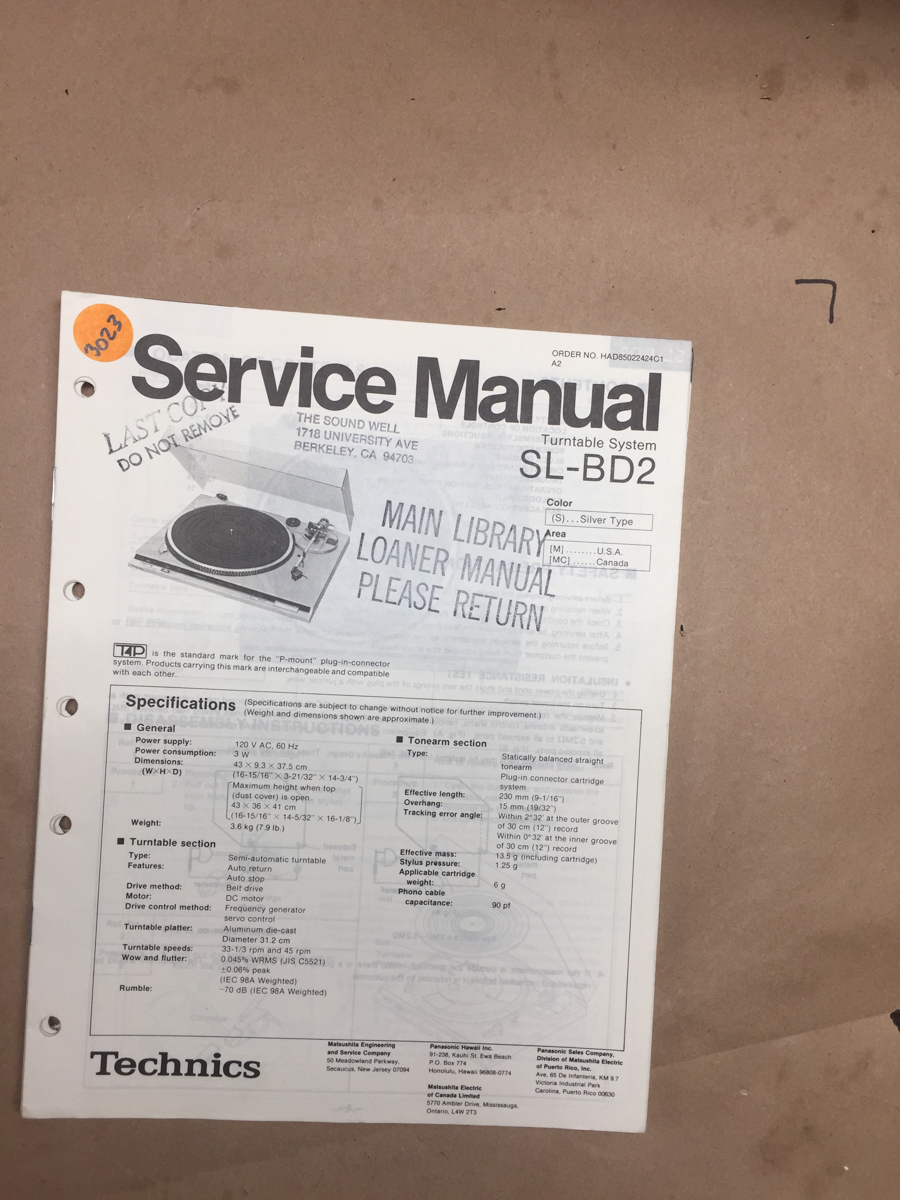 3023
Service Manual
ORDER NO. HAD85022424C1
A2
LAST COPY
DO NOT REMOVE
THE SOUND WELL
1718 UNIVERSITY AVE
BERKELEY, CA 94703
Turntable System
SL-BD2
Color
(S)...Silver Type
Area
[M]........U.S.A.
[MC]......Canada
MAIN LIBRARY
LOANER MANUAL
PLEASE RETURN
T4P is the standard mark for the "P-mount" plug-in-connector
system. Products carrying this mark are interchangeable and compatible
with each other.
Specifications (Specifications are subject to change without notice for further improvement.)
(Weight and dimensions shown are approximate.)
■ General
Power supply: 120 V AC, 60 Hz
Power consumption: 3 W
Dimensions: 43 × 9.3 × 37.5 cm
(W×H×D) (16-15/16" × 3-21/32" × 14-3/4")
Maximum height when top
(dust cover) is open
43 × 36 × 41 cm
(16-15/16" × 14-5/32" × 16-1/8")
Weight: 3.6 kg (7.9 lb.)
■ Turntable section
Type: Semi-automatic turntable
Features: Auto return
Auto stop
Drive method: Belt drive
Motor: DC motor
Drive control method: Frequency generator
servo control
Turntable platter: Aluminum die-cast
Diameter 31.2 cm
Turntable speeds: 33-1/3 rpm and 45 rpm
Wow and flutter: 0.045% WRMS (JIS C5521)
±0.06% peak
(IEC 98A Weighted)
Rumble: -70 dB (IEC 98A Weighted)
■ Tonearm section
Type: Statically balanced straight
tonearm
Plug-in connector cartridge
system
Effective length: 230 mm (9-1/16")
Overhang: 15 mm (19/32")
Tracking error angle: Within 2°32' at the outer groove
of 30 cm (12") record
Within 0°32' at the inner groove
of 30 cm (12") record
Effective mass: 13.5 g (including cartridge)
Stylus pressure: 1.25 g
Applicable cartridge
weight: 6 g
Phono cable
capacitance: 90 pf
Technics
Matsushita Engineering
and Service Company
50 Meadowland Parkway,
Secaucus, New Jersey 07094
Panasonic Hawaii Inc.
91-238, Kauhi St. Ewa Beach
P.O. Box 774
Honolulu, Hawaii 96808-0774
Matsushita Electric
of Canada Limited
5770 Ambler Drive, Mississauga,
Ontario, L4W 2T3
Panasonic Sales Company,
Division of Matsushita Electric
of Puerto Rico, Inc.
Ave. 65 De Infanteria, KM 9.7
Victoria Industrial Park
Carolina, Puerto Rico 00630